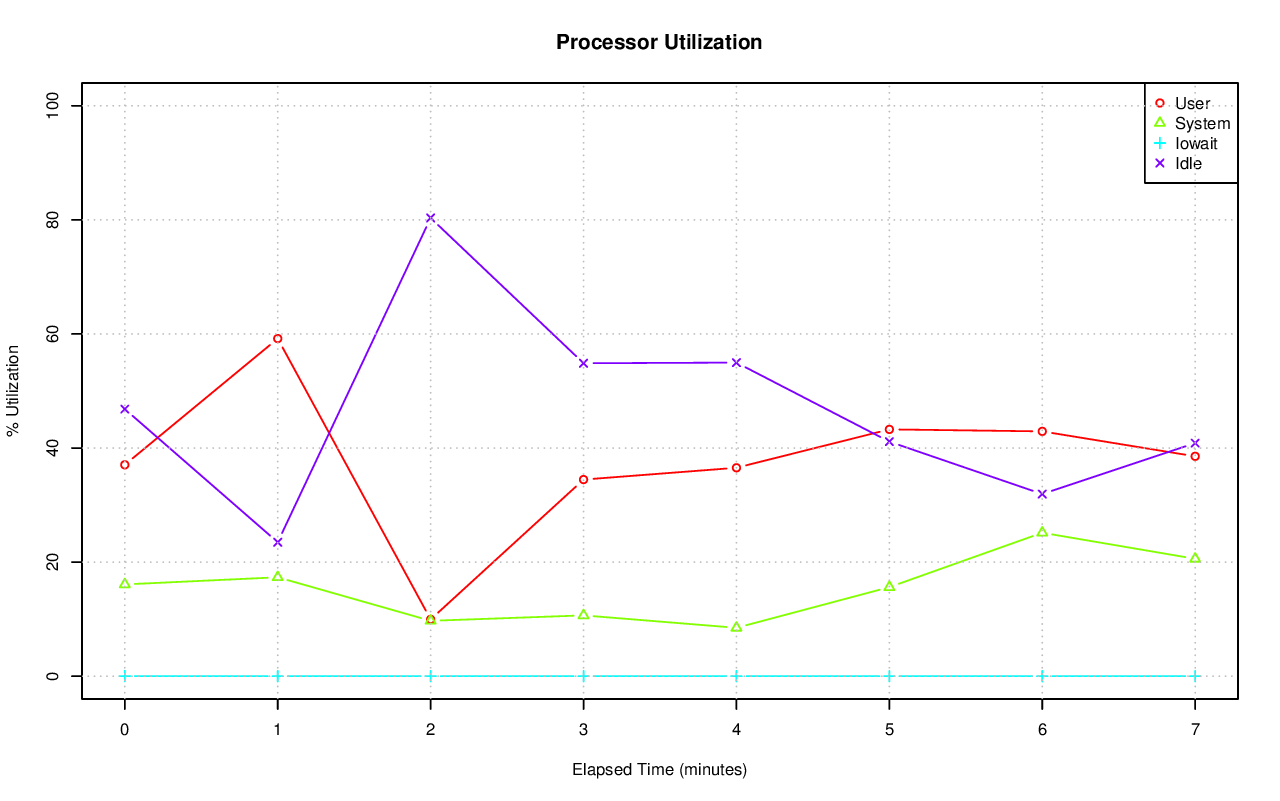 Processor Utilization
% Utilization
100
80
60
40
20
0
User
System
Iowait
Idle
0 1 2 3 4 5 6 7
Elapsed Time (minutes)